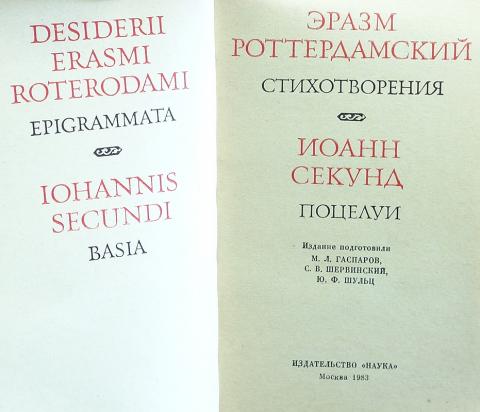 DESIDERII
ERASMI
ROTERODAMI
EPIGRAMMATA
IOHANNIS
SECUNDI
BASIA
ЭРАЗМ
РОТТЕРДАМСКИЙ
СТИХОТВОРЕНИЯ
ИОАНН
СЕКУНД
ПОЦЕЛУИ
Издание подготовили
М. Л. ГАСПАРОВ,
С. В. ШЕРВИНСКИЙ,
Ю. Ф. ШУЛЬЦ
ИЗДАТЕЛЬСТВО «НАУКА»
Москва 1983